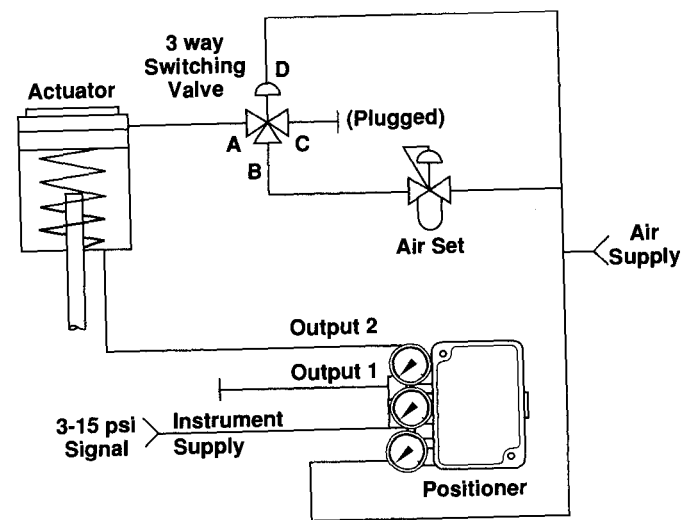 3 way
Switching
Valve
D
Actuator
(Plugged)
A
C
B
Air Set
Air
Supply
Output 2
Output 1
3-15 psi
Signal
Instrument
Supply
Positioner